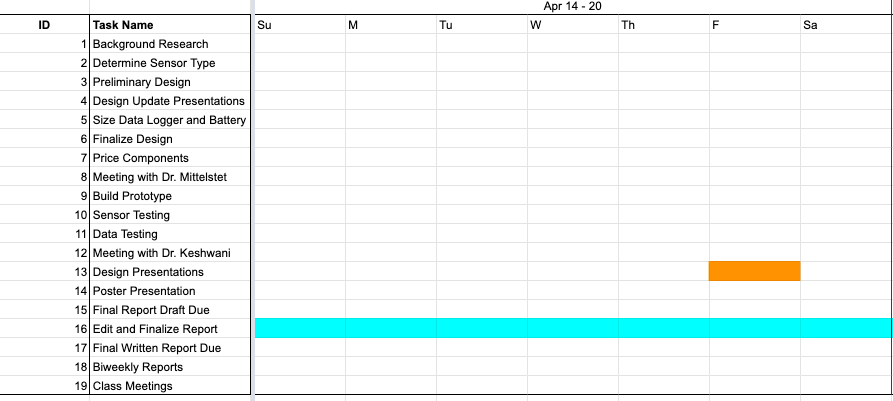 Apr 14 - 20
ID Task Name Su M Tu W Th F Sa
1 Background Research
2 Determine Sensor Type
3 Preliminary Design
4 Design Update Presentations
5 Size Data Logger and Battery
6 Finalize Design
7 Price Components
8 Meeting with Dr. Mittelstet
9 Build Prototype
10 Sensor Testing
11 Data Testing
12 Meeting with Dr. Keshwani
13 Design Presentations
14 Poster Presentation
15 Final Report Draft Due
16 Edit and Finalize Report
17 Final Written Report Due
18 Biweekly Reports
19 Class Meetings